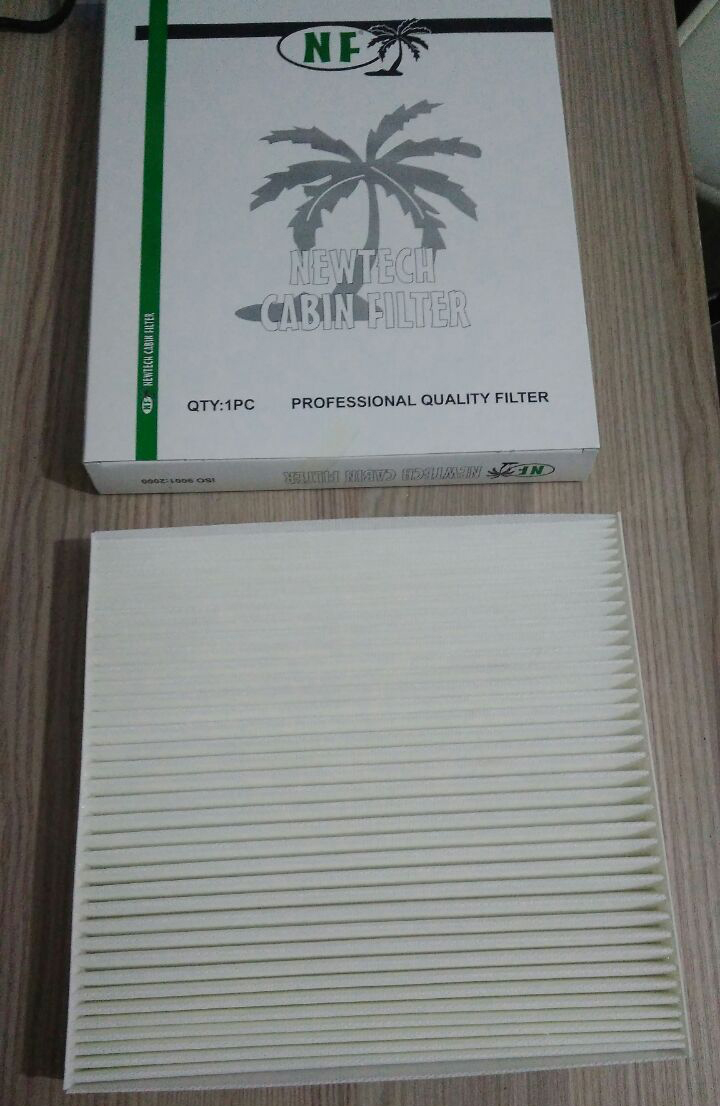 NF
NEWTECH
CABIN FILTER
NF NEWTECH CABIN FILTER
QTY:1PC PROFESSIONAL QUALITY FILTER
NF NEWTECH CABIN FILTER ISO 9001:2000